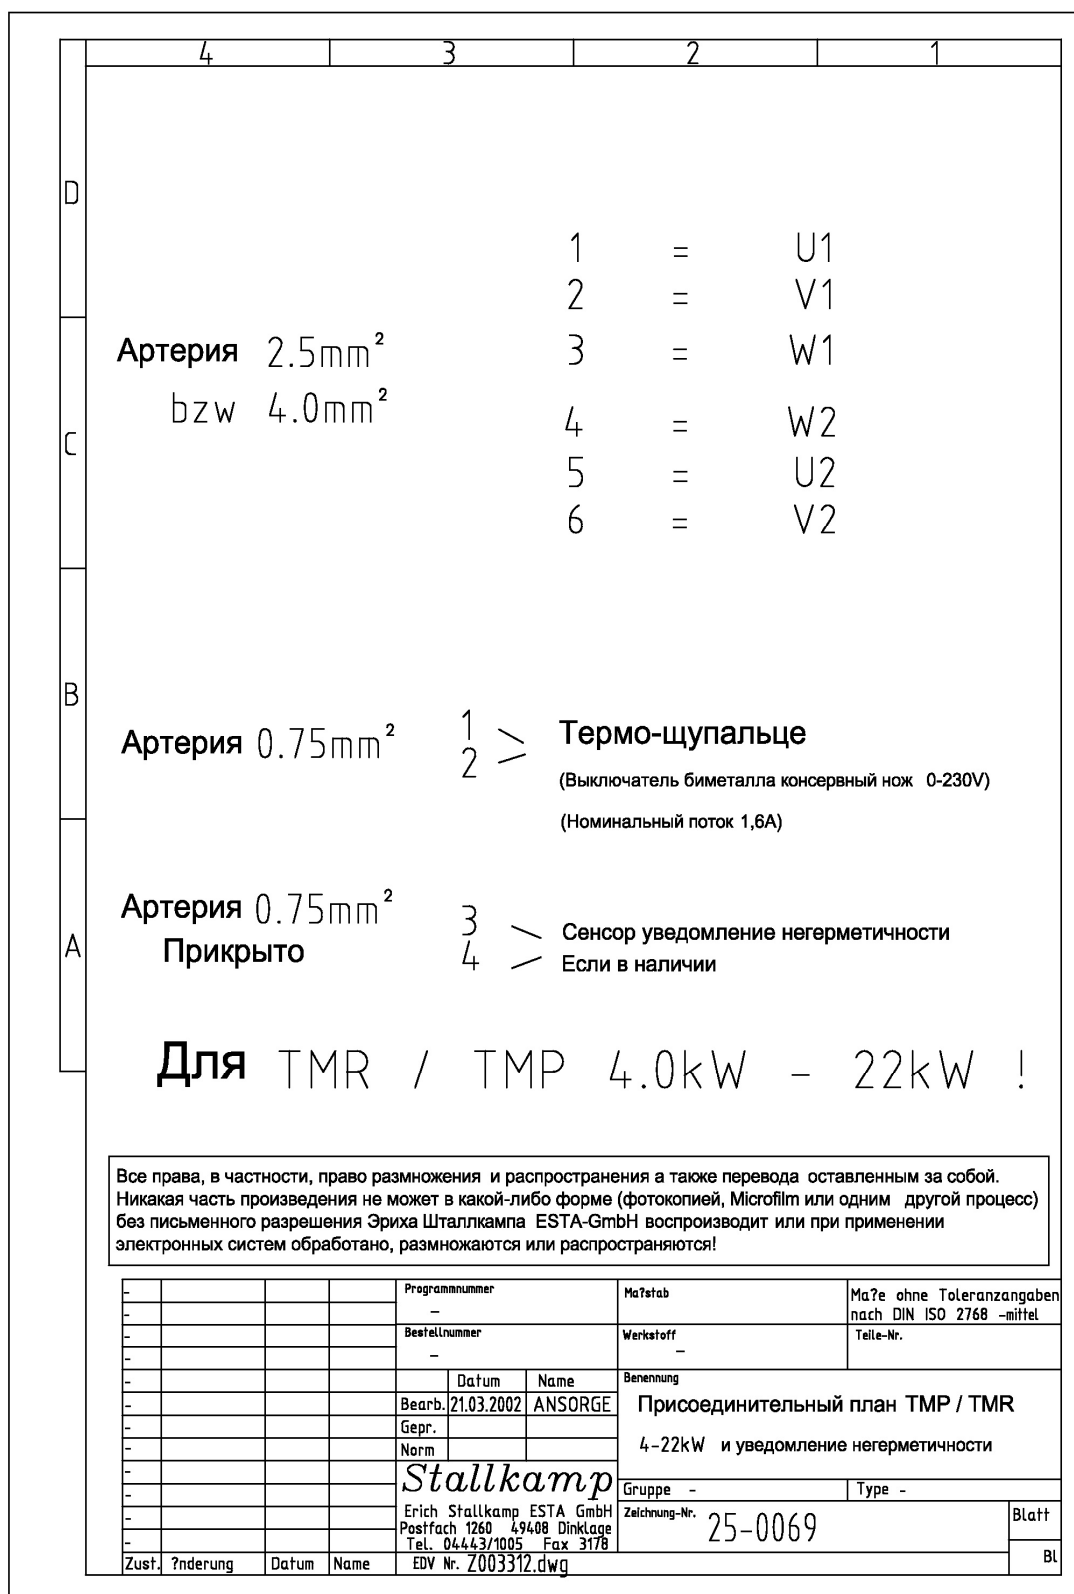 4 3 2 1
D
1 = U1
2 = V1
Артерия 2.5mm² 3 = W1
bzw 4.0mm² 4 = W2
C
5 = U2
6 = V2
B
Артерия 0.75mm² 1 Термо-щупальце
2
(Выключатель биметалла консервный нож 0-230V)
(Номинальный поток 1,6A)
Артерия 0.75mm² 3 Сенсор уведомление негерметичности
A
Прикрыто 4 Если в наличии
Для TMR / TMP 4.0kW - 22kW !
Все права, в частности, право размножения и распространения а также перевода оставленным за собой.
Никакая часть произведения не может в какой-либо форме (фотокопией, Microfilm или одним другой процесс)
без письменного разрешения Эриха Шталлкампа ESTA-GmbH воспроизводит или при применении
электронных систем обработано, размножаются или распространяются!
Programmnummer
-
Ma?stab
Ma?e ohne Toleranzangaben
nach DIN ISO 2768 -mittel
Bestellnummer
-
Werkstoff
-
Teile-Nr.
Datum Name
Bearb. 21.03.2002 ANSORGE
Gepr.
Norm
Benennung
Присоединительный план TMP / TMR
4-22kW и уведомление негерметичности
Stallkamp
Erich Stallkamp ESTA GmbH
Postfach 1260 49408 Dinklage
Tel. 04443/1005 Fax 3178
Gruppe - Type -
Zeichnung-Nr. 25-0069 Blatt
Bl
Zust. ?nderung Datum Name EDV Nr. Z003312.dwg